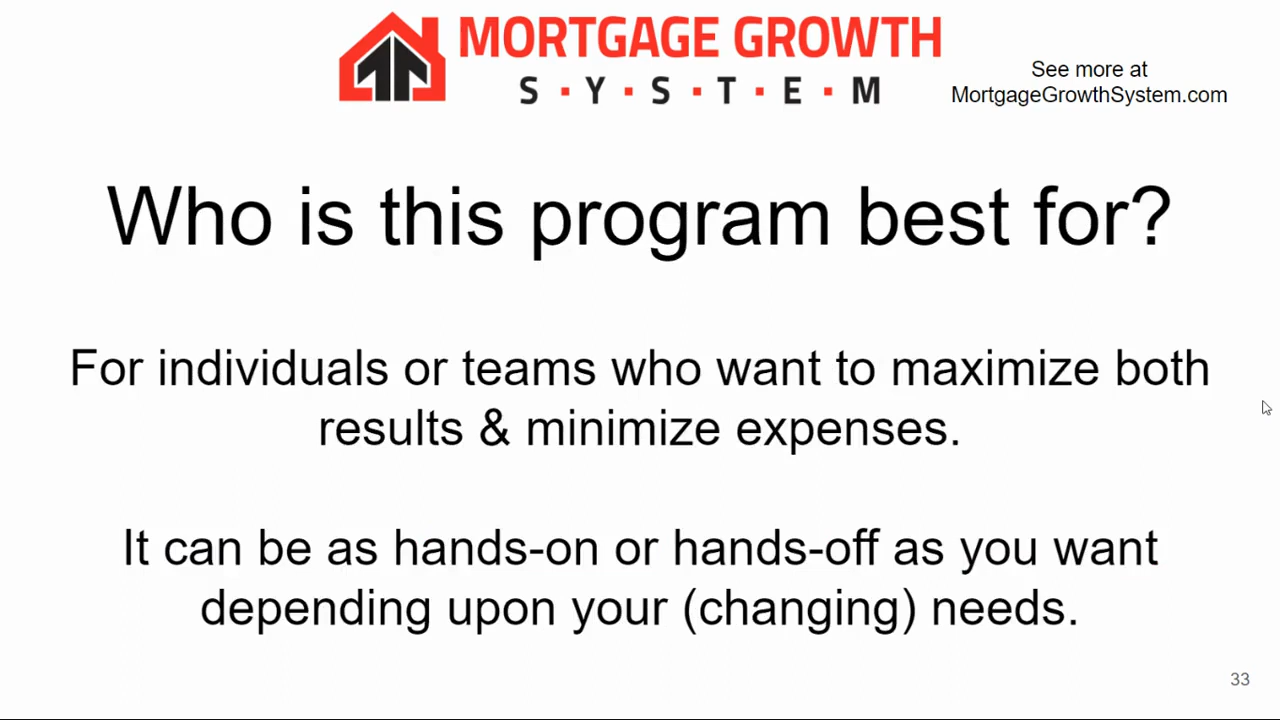 MORTGAGE GROWTH
S·Y·S·T·E·M
See more at
MortgageGrowthSystem.com
Who is this program best for?
For individuals or teams who want to maximize both
results & minimize expenses.
It can be as hands-on or hands-off as you want
depending upon your (changing) needs.
33